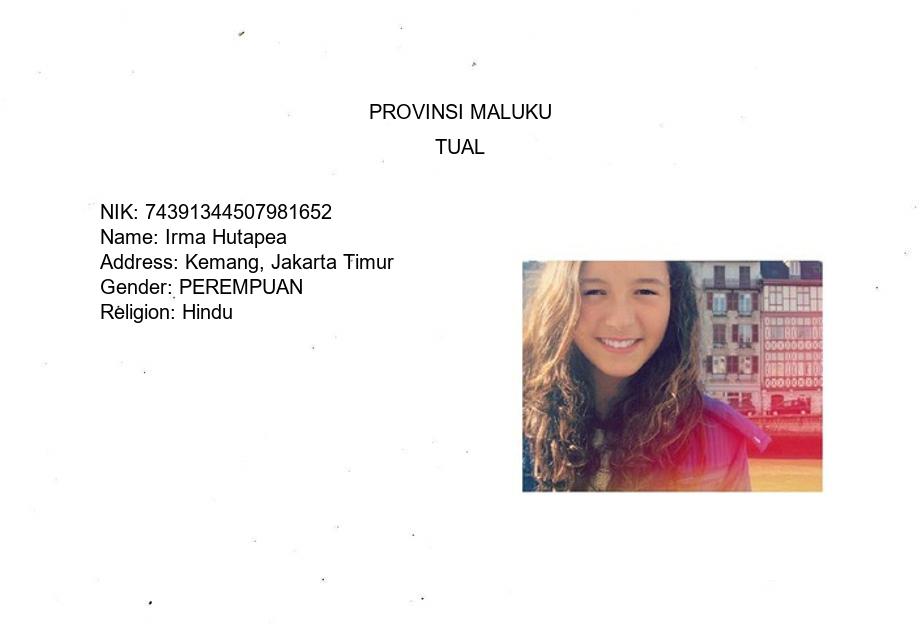 PROVINSI MALUKU
TUAL
NIK: 74391344507981652
Name: Irma Hutapea
Address: Kemang, Jakarta Timur
Gender: PEREMPUAN
Religion: Hindu